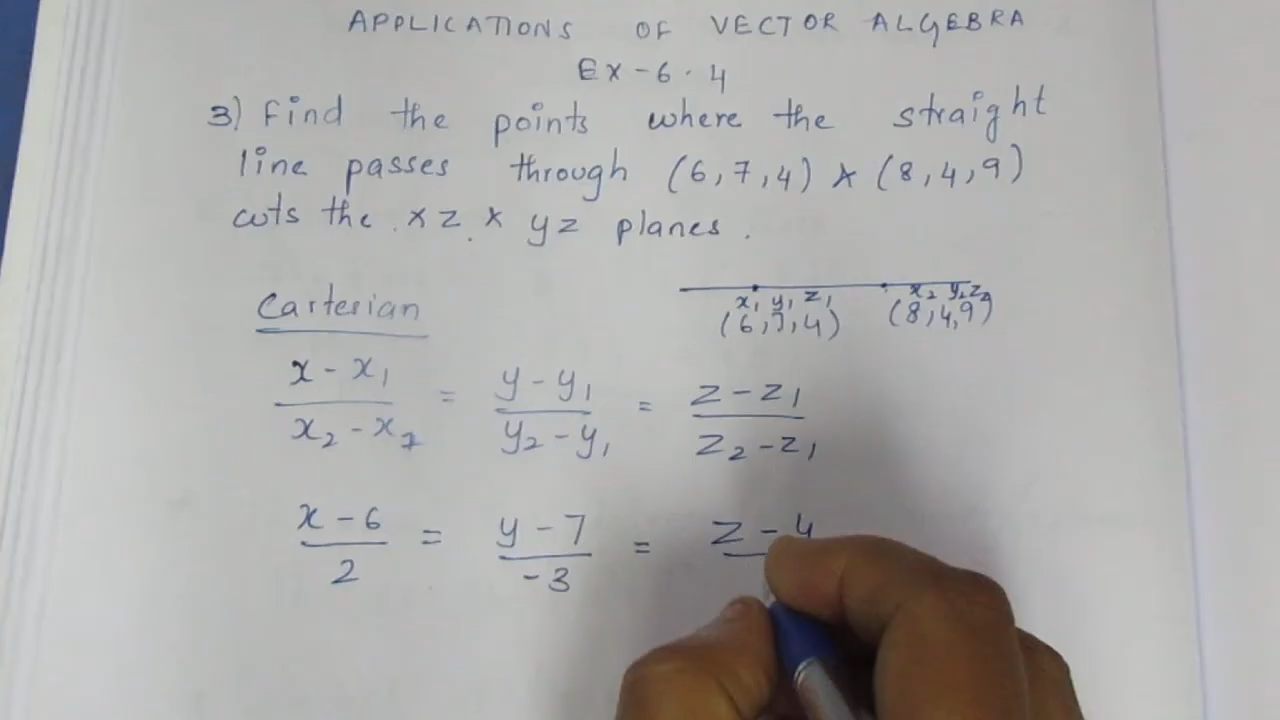 APPLICATIONS OF VECTOR ALGEBRA
Ex-6.4
3) Find the points where the straight
line passes through (6,7,4) & (8,4,9)
cuts the xz & yz planes.
Cartesian
x₁ y₁ z₁ x₂ y₂ z₂
(6,7,4) (8,4,9)
x - x₁ / x₂ - x₁ = y - y₁ / y₂ - y₁ = z - z₁ / z₂ - z₁
x - 6 / 2 = y - 7 / -3 = z - 4